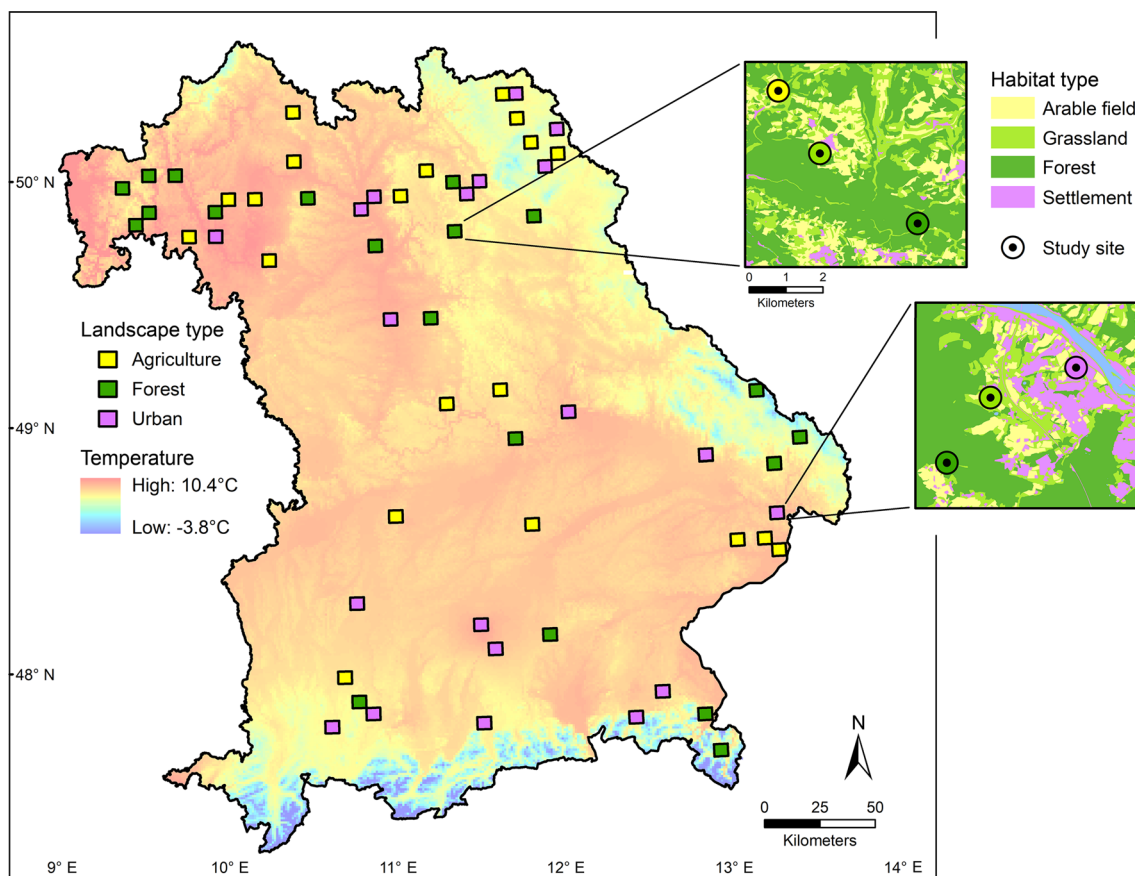 Habitat type
Arable field
Grassland
Forest
Settlement
Study site
0 1 2
Kilometers
50° N
49° N
48° N
Landscape type
Agriculture
Forest
Urban
Temperature
High: 10.4°C
Low: -3.8°C
N
0 25 50
Kilometers
9° E 10° E 11° E 12° E 13° E 14° E